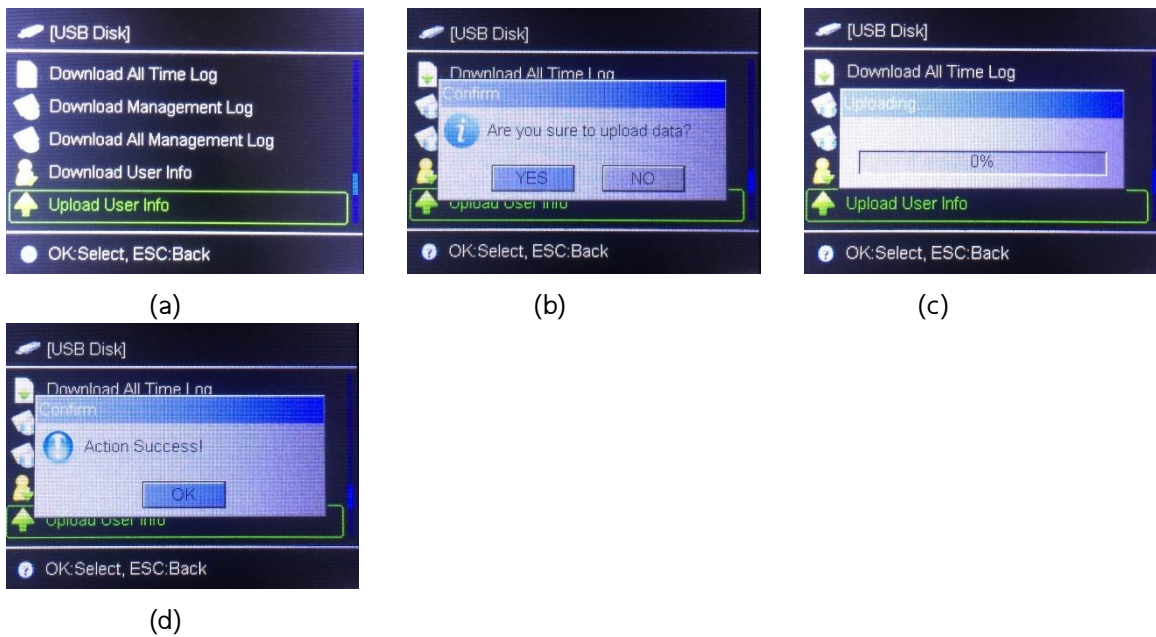 [USB Disk]
Download All Time Log
Download Management Log
Download All Management Log
Download User Info
Upload User Info
OK:Select, ESC:Back
(a)
[USB Disk]
Download All Time Log
Confirm
Are you sure to upload data?
YES NO
Upload User Info
OK:Select, ESC:Back
(b)
[USB Disk]
Download All Time Log
Uploading...
0%
Upload User Info
OK:Select, ESC:Back
(c)
[USB Disk]
Download All Time Log
Confirm
Action Success!
OK
Upload User Info
OK:Select, ESC:Back
(d)